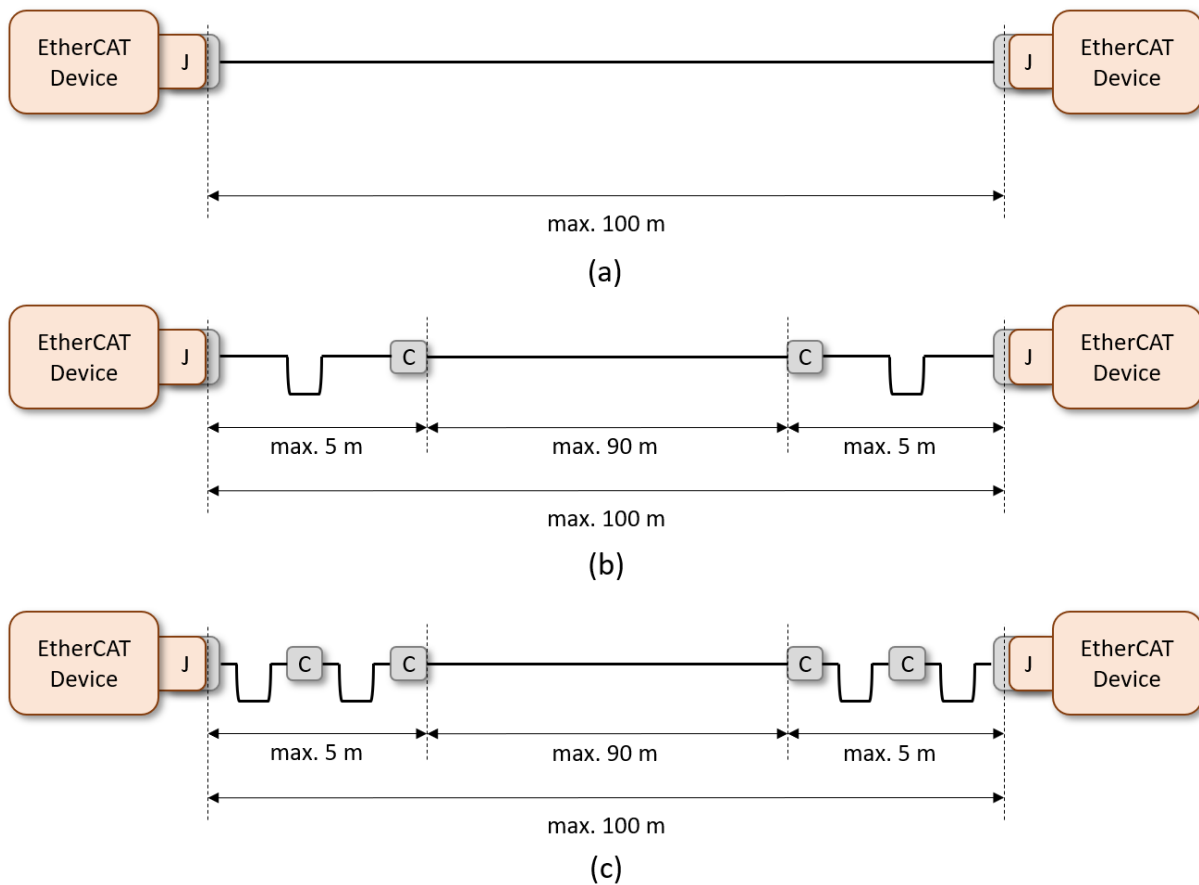 EtherCAT
Device
J
J
EtherCAT
Device
max. 100 m
(a)
EtherCAT
Device
J
C
C
J
EtherCAT
Device
max. 5 m
max. 90 m
max. 5 m
max. 100 m
(b)
EtherCAT
Device
J
C
C
C
C
J
EtherCAT
Device
max. 5 m
max. 90 m
max. 5 m
max. 100 m
(c)